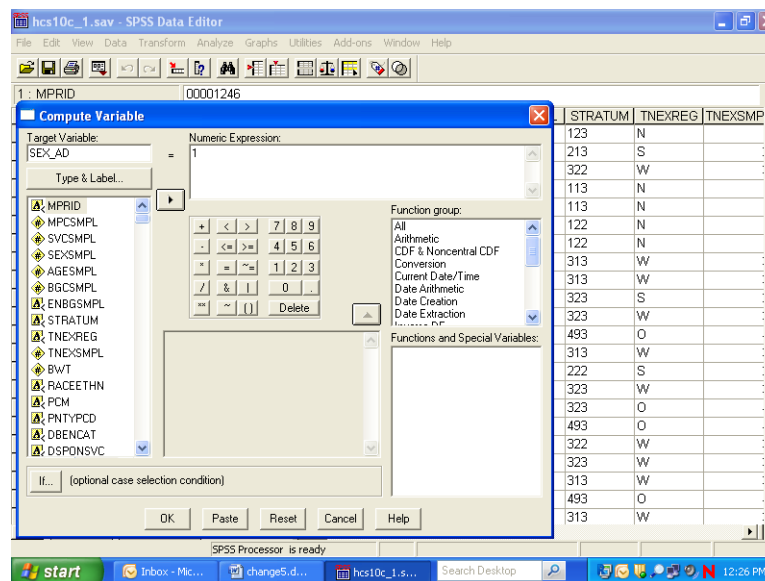 hcs10c_1.sav - SPSS Data Editor
File Edit View Data Transform Analyze Graphs Utilities Add-ons Window Help
1 : MPRID 00001246
Compute Variable
STRATUM TNEXREG TNEXSMP
Target Variable: Numeric Expression:
SEX_AD = 1
Type & Label...
MPRID
MPCSMPL
SVCSMPL
SEXSMPL
AGESMPL
BGCSMPL
ENBGSMPL
STRATUM
TNEXREG
TNEXSMPL
BWT
RACEETHN
PCM
PNTYPCD
DBENCAT
DSPONSVC
+ < > 7 8 9
- <= >= 4 5 6
* = ~= 1 2 3
/ & | 0 .
** ~ () Delete
Function group:
All
Arithmetic
CDF & Noncentral CDF
Conversion
Current Date/Time
Date Arithmetic
Date Creation
Date Extraction
Functions and Special Variables:
If... (optional case selection condition)
OK Paste Reset Cancel Help
123 N
213 S
322 W
113 N
113 N
122 N
122 N
313 W
313 W
323 S
323 W
493 O
313 W
222 S
323 W
323 O
493 O
322 W
323 W
313 W
493 O
313 W
SPSS Processor is ready
start Inbox - Mic... change5.d... hcs10c_1.s... Search Desktop N 12:26 PM